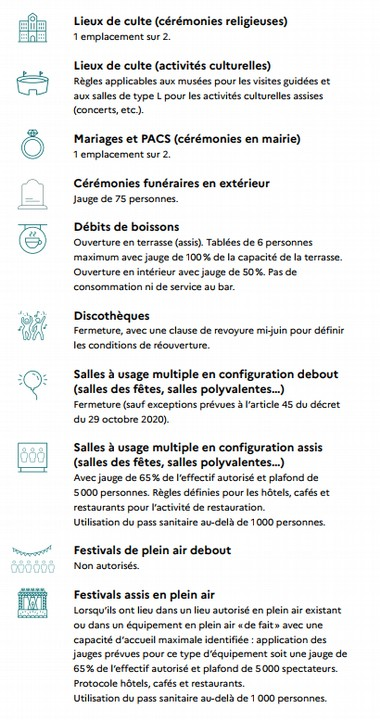 Lieux de culte (cérémonies religieuses)
1 emplacement sur 2.
Lieux de culte (activités culturelles)
Règles applicables aux musées pour les visites guidées et
aux salles de type L pour les activités culturelles assises
(concerts, etc.).
Mariages et PACS (cérémonies en mairie)
1 emplacement sur 2.
Cérémonies funéraires en extérieur
Jauge de 75 personnes.
Débits de boissons
Ouverture en terrasse (assis). Tablées de 6 personnes
maximum avec jauge de 100 % de la capacité de la terrasse.
Ouverture en intérieur avec jauge de 50 %. Pas de
consommation ni de service au bar.
Discothèques
Fermeture, avec une clause de revoyure mi-juin pour définir
les conditions de réouverture.
Salles à usage multiple en configuration debout
(salles des fêtes, salles polyvalentes…)
Fermeture (sauf exceptions prévues à l'article 45 du décret
du 29 octobre 2020).
Salles à usage multiple en configuration assis
(salles des fêtes, salles polyvalentes…)
Avec jauge de 65 % de l'effectif autorisé et plafond de
5 000 personnes. Règles définies pour les hôtels, cafés et
restaurants pour l'activité de restauration.
Utilisation du pass sanitaire au-delà de 1 000 personnes.
Festivals de plein air debout
Non autorisés.
Festivals assis en plein air
Lorsqu'ils ont lieu dans un lieu autorisé en plein air existant
ou dans un équipement en plein air « de fait » avec une
capacité d'accueil maximale identifiée : application des
jauges prévues pour ce type d'équipement soit une jauge de
65 % de l'effectif autorisé et plafond de 5 000 spectateurs.
Protocole hôtels, cafés et restaurants.
Utilisation du pass sanitaire au-delà de 1 000 personnes.